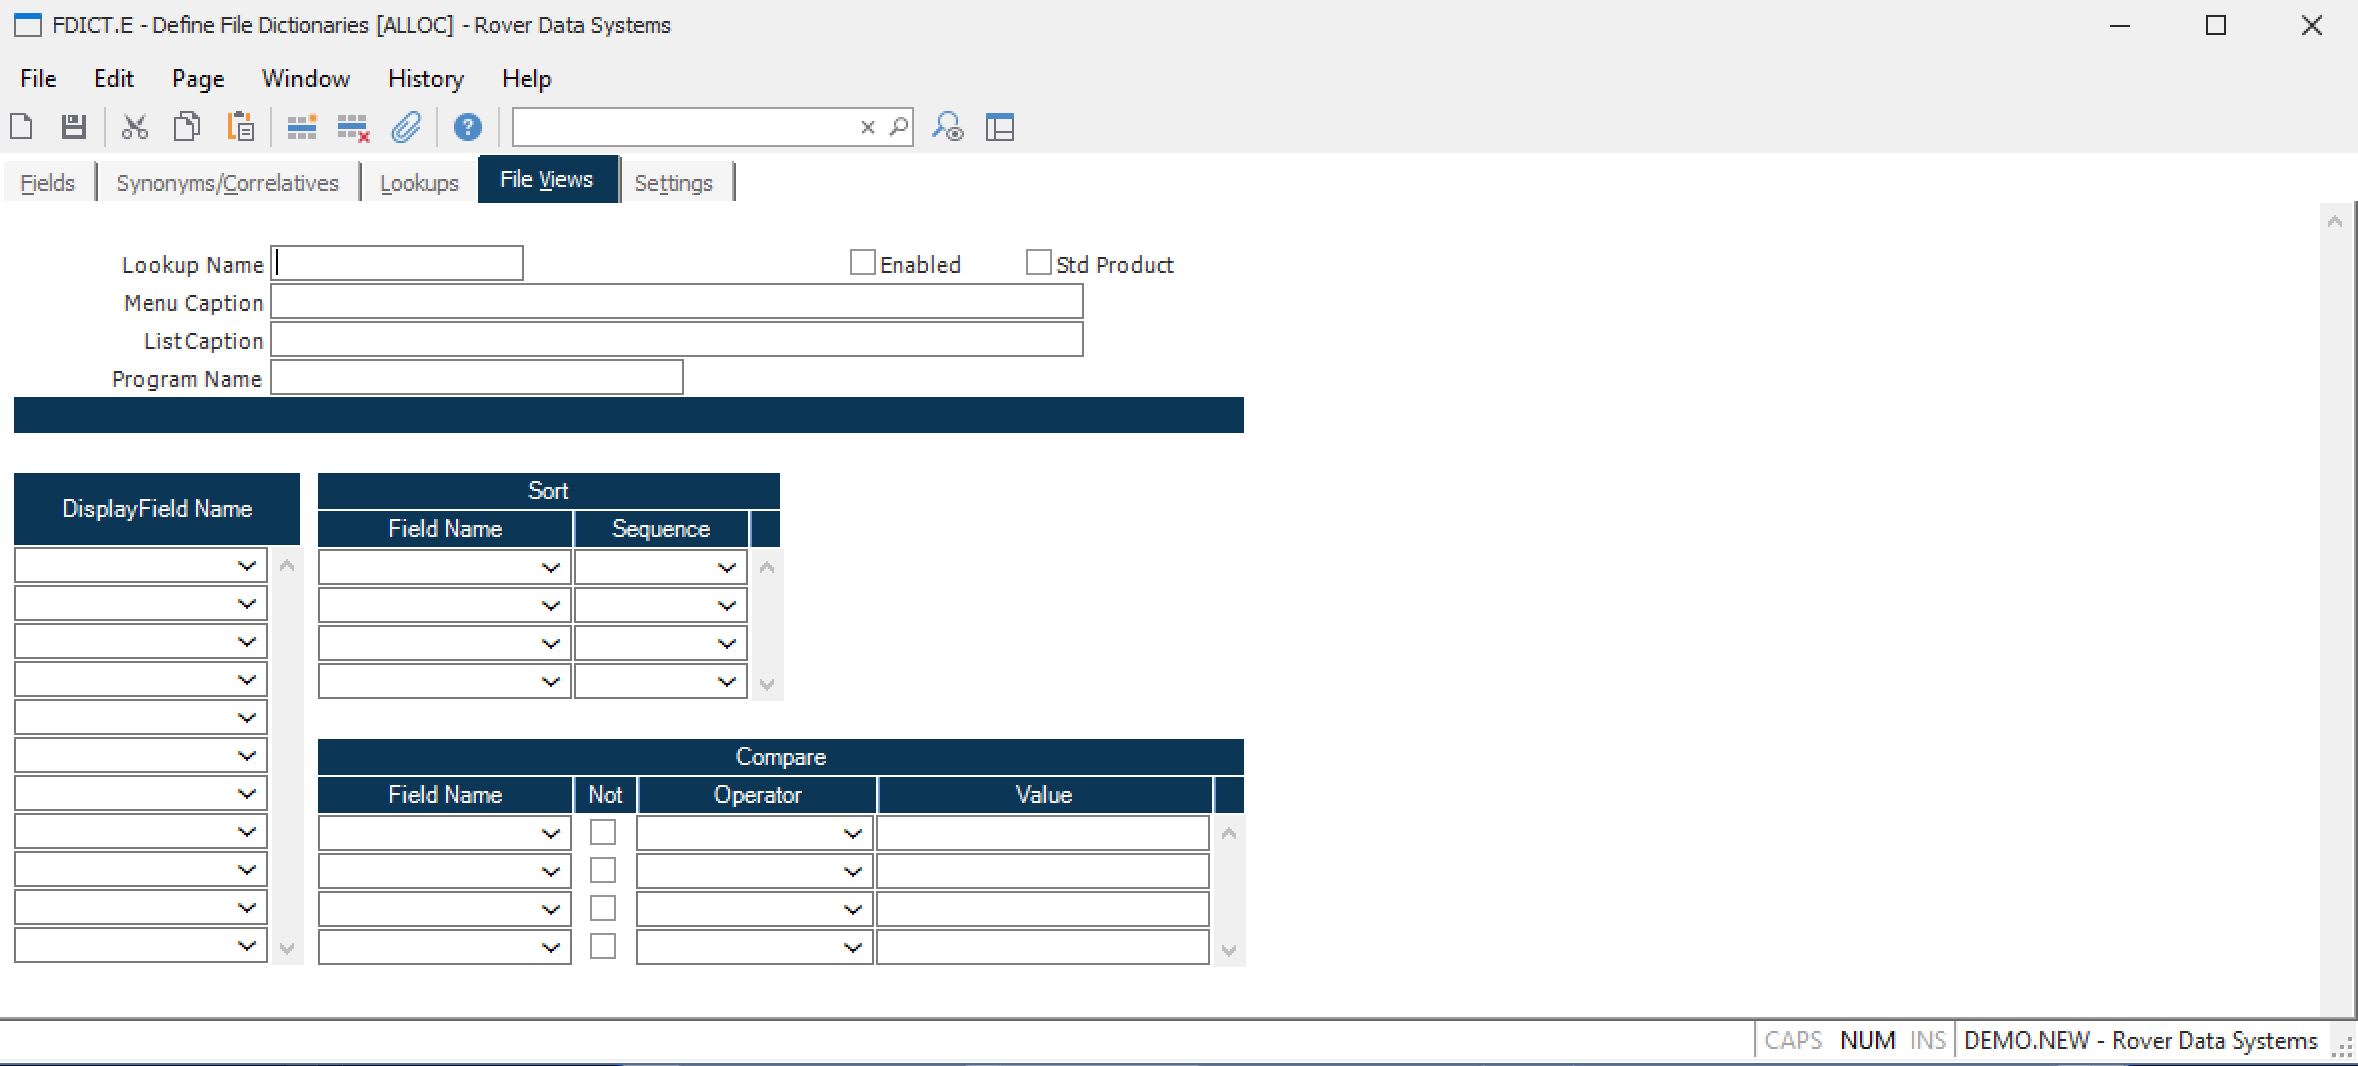 FDICT.E - Define File Dictionaries [ALLOC] - Rover Data Systems
File Edit Page Window History Help
Fields Synonyms/Correlatives Lookups File Views Settings
Lookup Name Enabled Std Product
Menu Caption
List Caption
Program Name
DisplayField Name
Sort
Field Name Sequence
Compare
Field Name Not Operator Value
CAPS NUM INS DEMO.NEW - Rover Data Systems